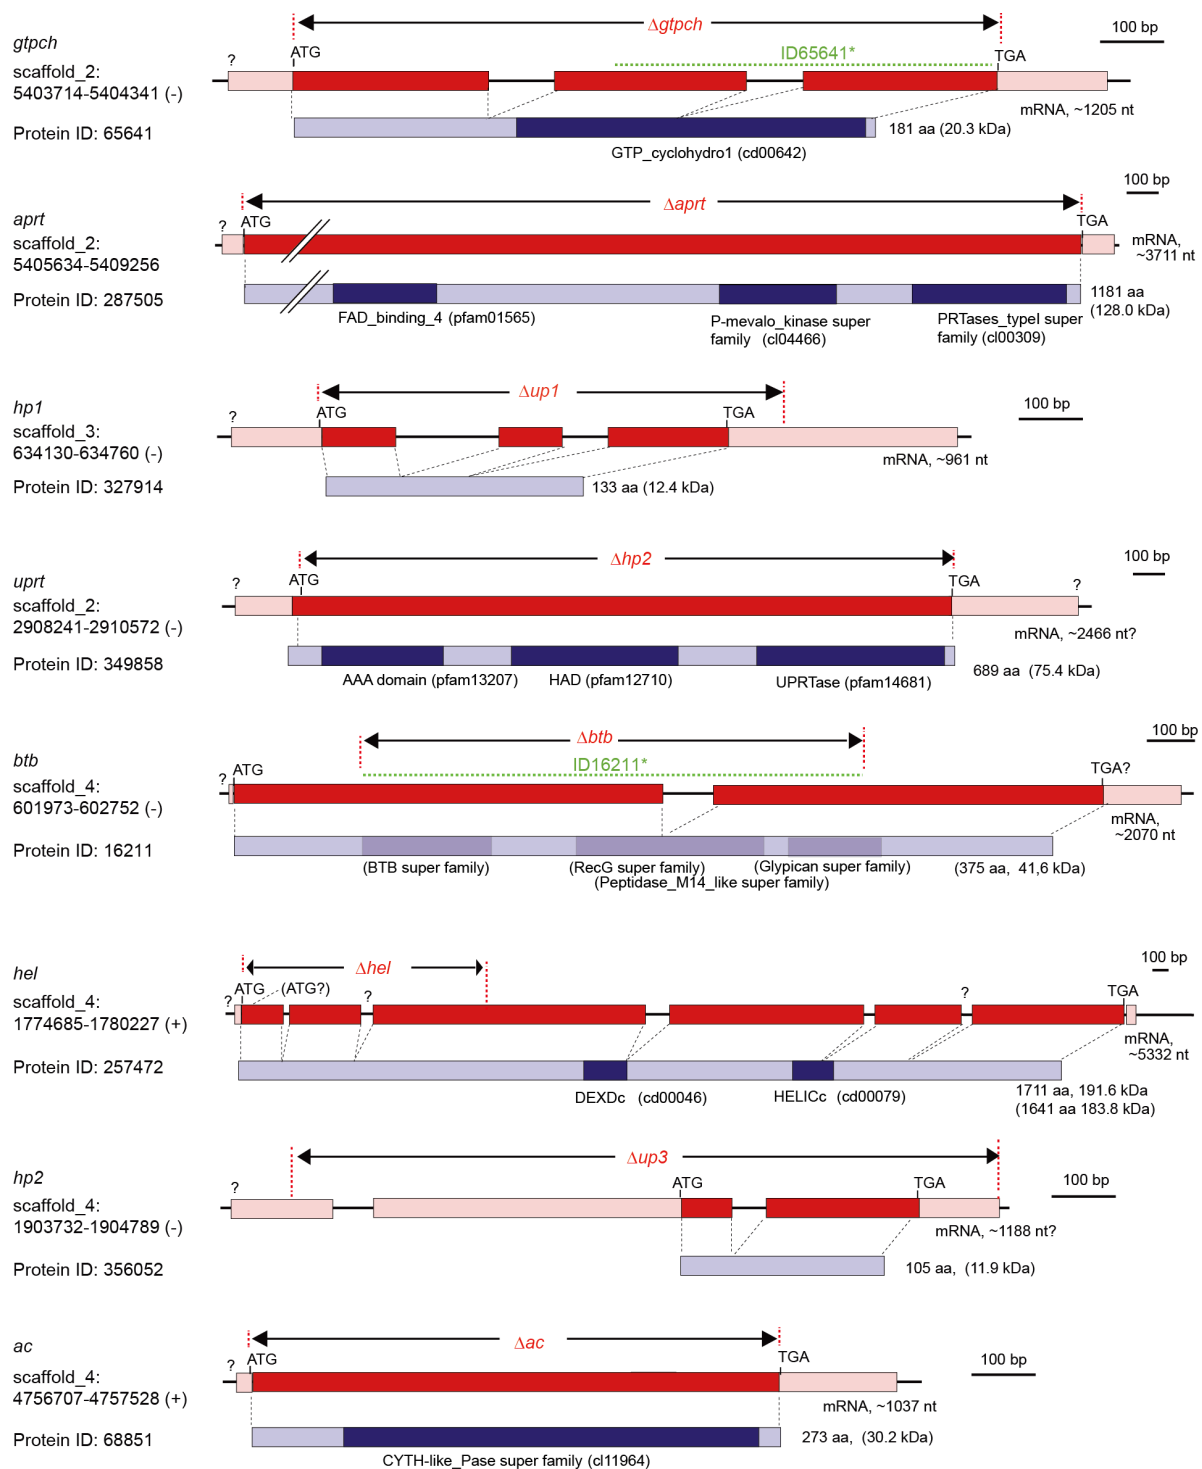 Δgtpch
100 bp
gtpch
ATG
ID65641*
TGA
?
scaffold_2:
5403714-5404341 (-)
mRNA, ~1205 nt
Protein ID: 65641
181 aa (20.3 kDa)
GTP_cyclohydro1 (cd00642)
100 bp
Δaprt
aprt
?
ATG
TGA
scaffold_2:
5405634-5409256
mRNA,
~3711 nt
Protein ID: 287505
1181 aa
(128.0 kDa)
FAD_binding_4 (pfam01565)
P-mevalo_kinase super
family (cl04466)
PRTases_typeI super
family (cl00309)
Δup1
100 bp
hp1
?
ATG
TGA
scaffold_3:
634130-634760 (-)
mRNA, ~961 nt
Protein ID: 327914
133 aa (12.4 kDa)
Δhp2
100 bp
uprt
?
ATG
TGA
?
scaffold_2:
2908241-2910572 (-)
mRNA, ~2466 nt?
Protein ID: 349858
689 aa (75.4 kDa)
AAA domain (pfam13207)
HAD (pfam12710)
UPRTase (pfam14681)
Δbtb
100 bp
btb
ID16211*
?
ATG
TGA?
scaffold_4:
601973-602752 (-)
mRNA,
~2070 nt
Protein ID: 16211
(BTB super family)
(RecG super family)
(Glypican super family)
(Peptidase_M14_like super family)
(375 aa, 41,6 kDa)
100 bp
Δhel
hel
?
ATG
(ATG?)
?
?
TGA
scaffold_4:
1774685-1780227 (+)
mRNA,
~5332 nt
Protein ID: 257472
DEXDc (cd00046)
HELICc (cd00079)
1711 aa, 191.6 kDa
(1641 aa 183.8 kDa)
Δup3
100 bp
hp2
?
ATG
TGA
scaffold_4:
1903732-1904789 (-)
mRNA, ~1188 nt?
Protein ID: 356052
105 aa, (11.9 kDa)
Δac
100 bp
ac
?
ATG
TGA
scaffold_4:
4756707-4757528 (+)
mRNA, ~1037 nt
Protein ID: 68851
273 aa, (30.2 kDa)
CYTH-like_Pase super family (cl11964)